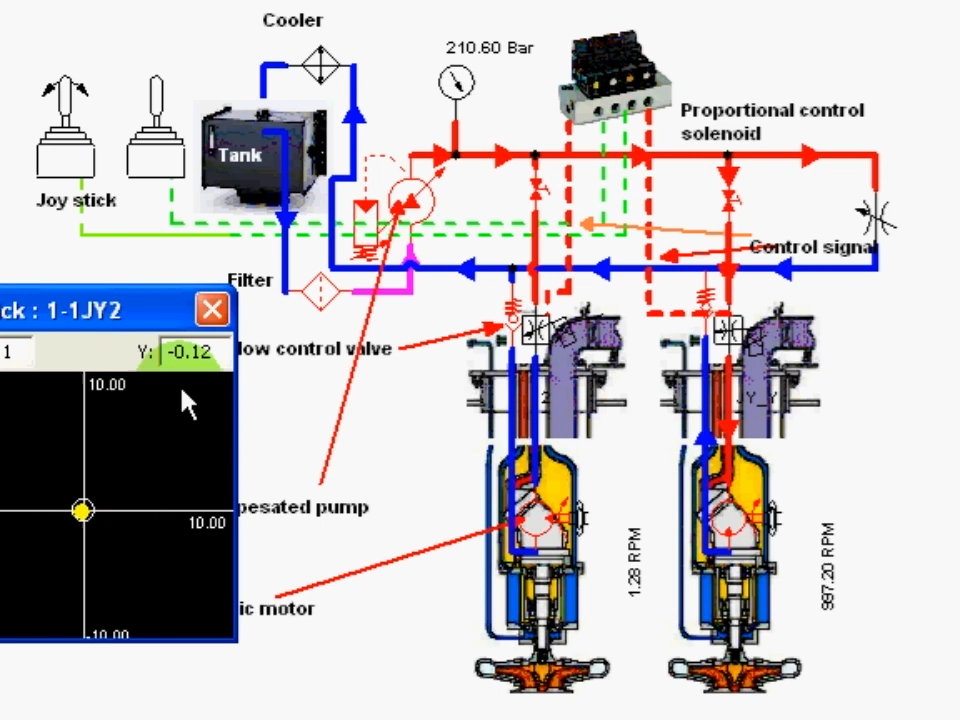 Cooler
210.60 Bar
Proportional control
solenoid
Tank
Joy stick
Control signal
Filter
ck : 1-1JY2
1
Y: -0.12
low control valve
10.00
10.00
-10.00
pesated pump
ic motor
1.28 RPM
997.20 RPM